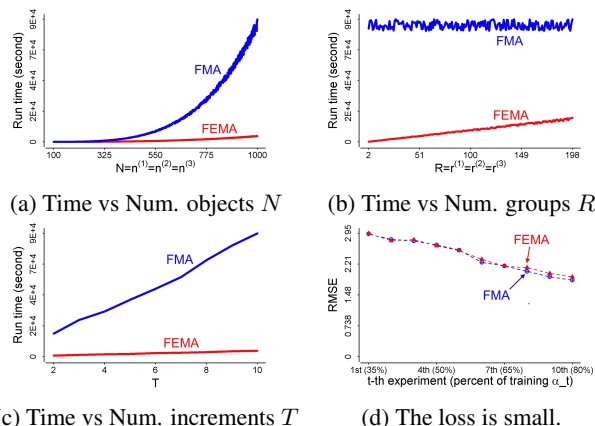 Run time (second)
9E+4
7E+4
4E+4
2E+4
0
FMA
FEMA
100 325 550 775 1000
N=n^(1)=n^(2)=n^(3)
(a) Time vs Num. objects N
Run time (second)
9E+4
7E+4
4E+4
2E+4
0
FMA
FEMA
2 51 100 149 198
R=r^(1)=r^(2)=r^(3)
(b) Time vs Num. groups R
Run time (second)
9E+4
7E+4
4E+4
2E+4
0
FMA
FEMA
2 4 6 8 10
T
c) Time vs Num. increments T
RMSE
2.95
2.21
1.48
0.738
0
FEMA
FMA
1st (35%) 4th (50%) 7th (65%) 10th (80%)
t-th experiment (percent of training α_t)
(d) The loss is small.